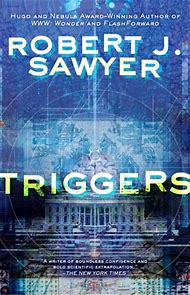 HUGO AND NEBULA AWARD-WINNING AUTHOR OF
WWW: WONDER AND FLASHFORWARD
ROBERT J.
SAWYER
TRIGGERS
"A WRITER OF BOUNDLESS CONFIDENCE AND
BOLD SCIENTIFIC EXTRAPOLATION."
—THE NEW YORK TIMES